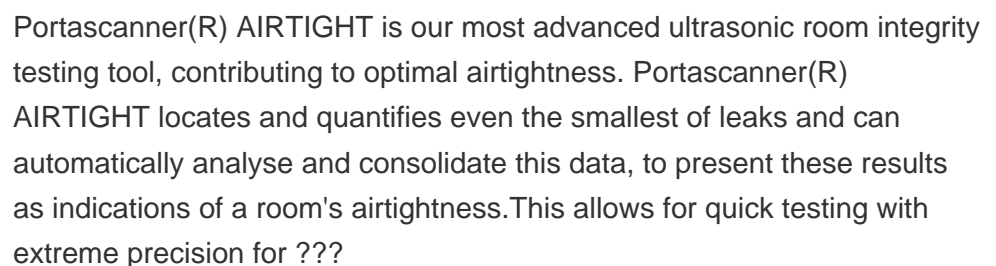 Portascanner(R) AIRTIGHT is our most advanced ultrasonic room integrity
testing tool, contributing to optimal airtightness. Portascanner(R)
AIRTIGHT locates and quantifies even the smallest of leaks and can
automatically analyse and consolidate this data, to present these results
as indications of a room's airtightness.This allows for quick testing with
extreme precision for ???